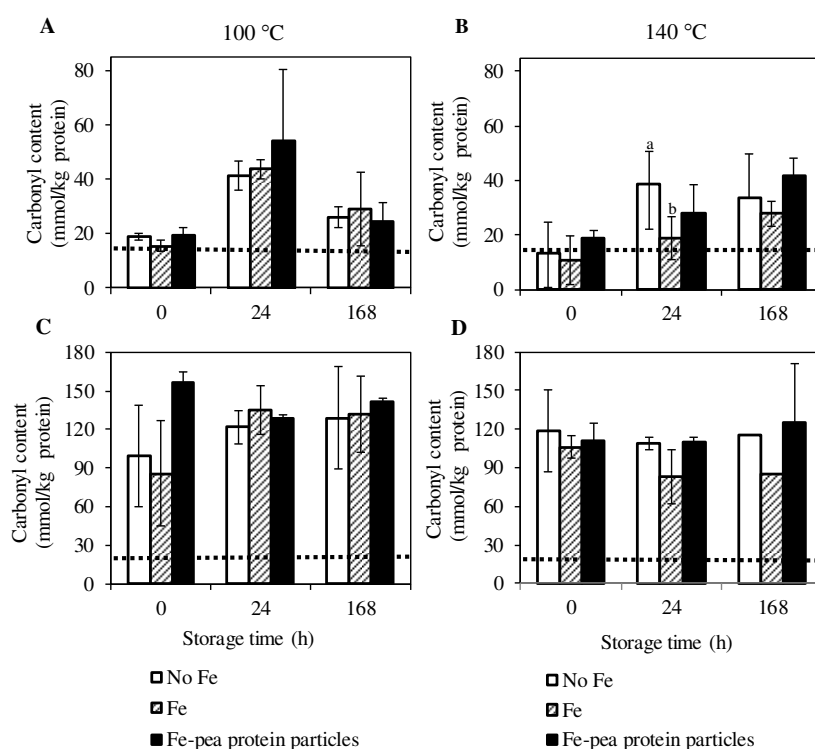 A
100 °C
Carbonyl content
(mmol/kg protein)
80
60
40
20
0
0
24
168
B
140 °C
Carbonyl content
(mmol/kg protein)
80
60
40
20
0
a
b
0
24
168
C
Carbonyl content
(mmol/kg protein)
180
150
120
90
60
30
0
0
24
168
Storage time (h)
No Fe
Fe
Fe-pea protein particles
D
Carbonyl content
(mmol/kg protein)
180
150
120
90
60
30
0
0
24
168
Storage time (h)
No Fe
Fe
Fe-pea protein particles